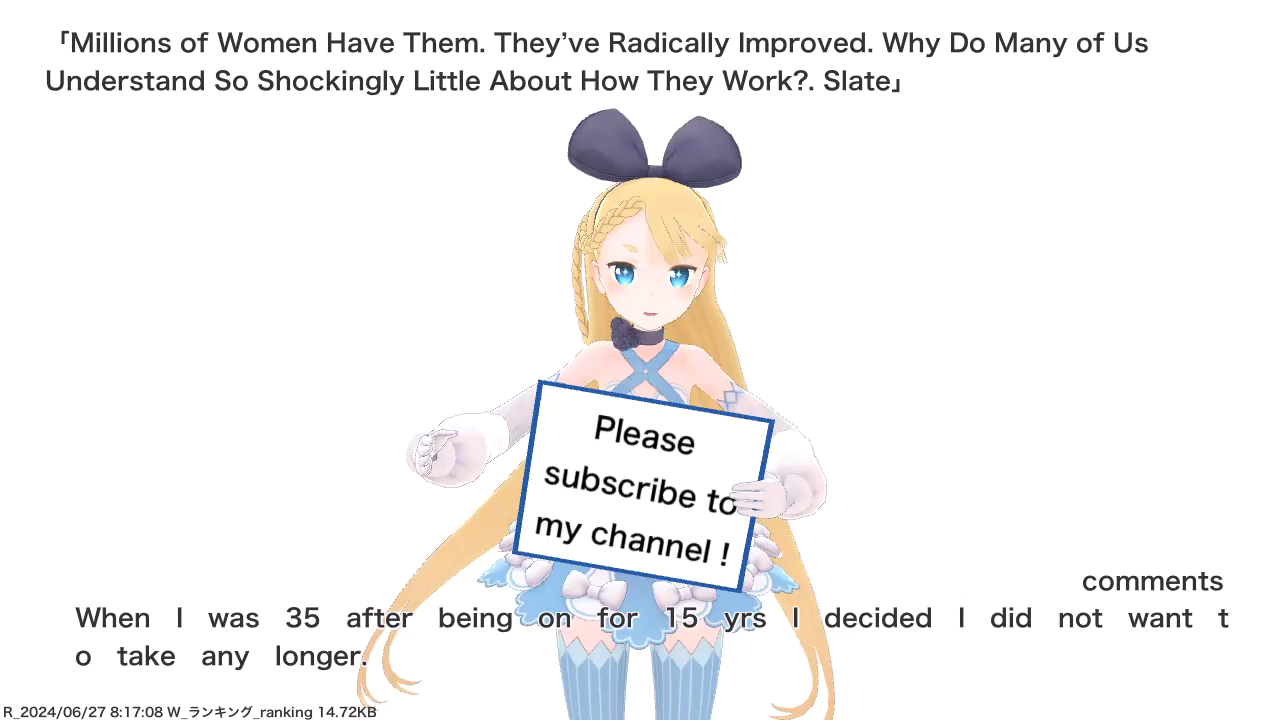 「Millions of Women Have Them. They’ve Radically Improved. Why Do Many of Us
Understand So Shockingly Little About How They Work?. Slate」
Please
subscribe to
my channel !
comments
When I was 35 after being on for 15 yrs I decided I did not want t
o take any longer.
R_2024/06/27 8:17:08 W_ランキング_ranking 14.72KB